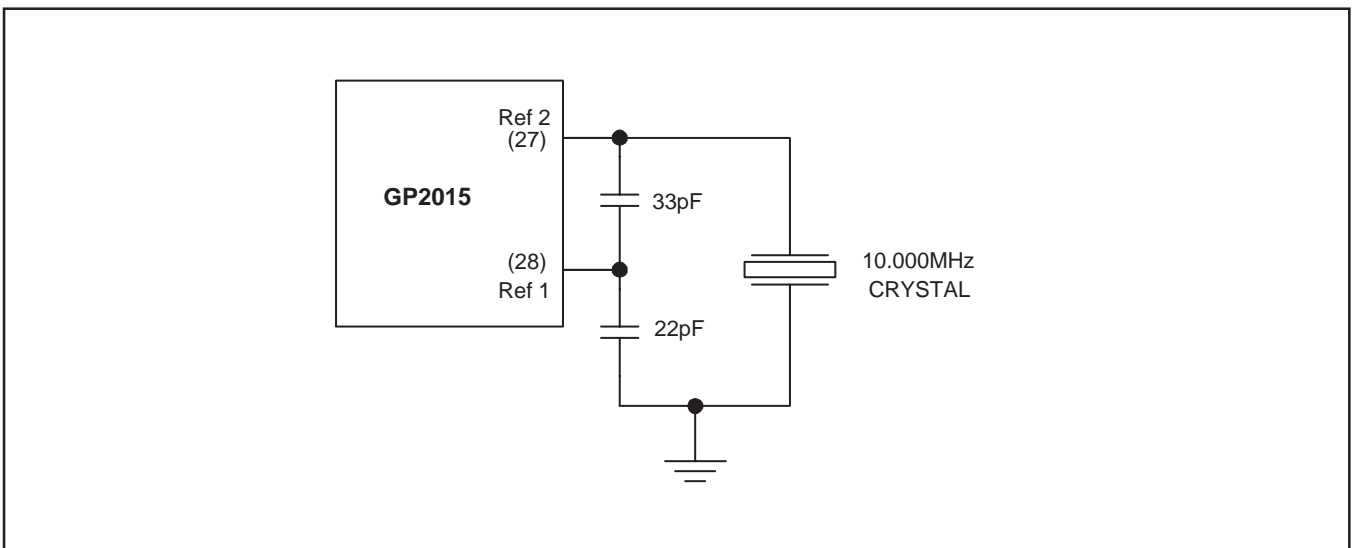 Ref 2
(27)
GP2015
33pF
(28)
Ref 1
22pF
10.000MHz
CRYSTAL